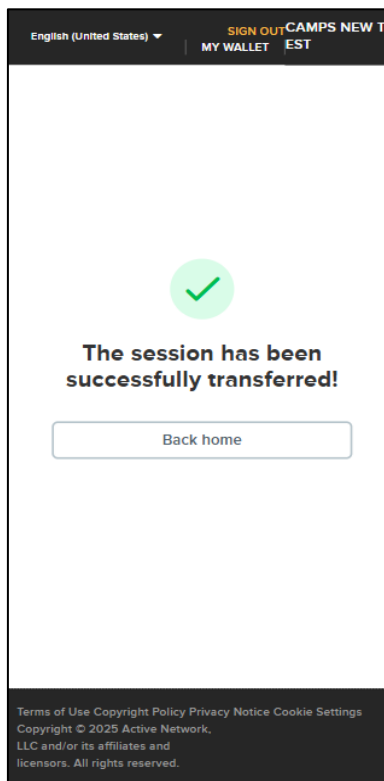 English (United States)
SIGN OUT
MY WALLET
CAMPS NEW T
EST
The session has been
successfully transferred!
Back home
Terms of Use Copyright Policy Privacy Notice Cookie Settings
Copyright © 2025 Active Network,
LLC and/or its affiliates and
licensors. All rights reserved.